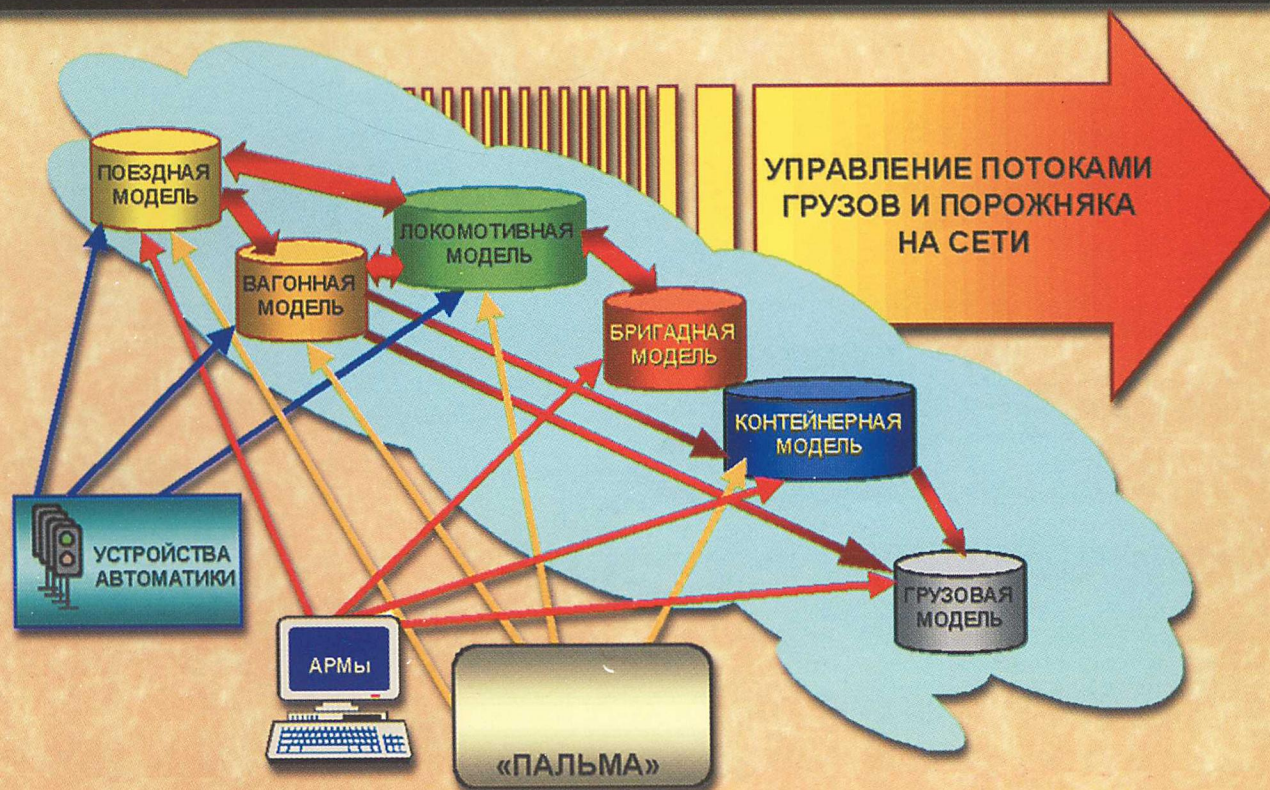 УПРАВЛЕНИЕ ПОТОКАМИ
ГРУЗОВ И ПОРОЖНЯКА
НА СЕТИ
ПОЕЗДНАЯ
МОДЕЛЬ
ЛОКОМОТИВНАЯ
МОДЕЛЬ
ВАГОННАЯ
МОДЕЛЬ
БРИГАДНАЯ
МОДЕЛЬ
КОНТЕЙНЕРНАЯ
МОДЕЛЬ
ГРУЗОВАЯ
МОДЕЛЬ
УСТРОЙСТВА
АВТОМАТИКИ
АРМы
«ПАЛЬМА»